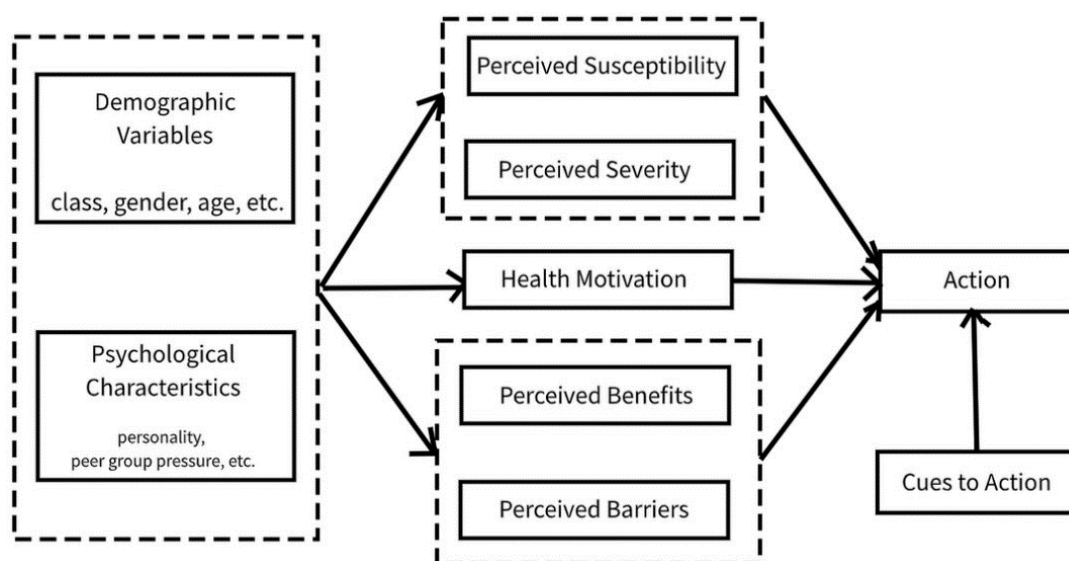 Demographic
Variables
class, gender, age, etc.
Psychological
Characteristics
personality,
peer group pressure, etc.
Perceived Susceptibility
Perceived Severity
Health Motivation
Perceived Benefits
Perceived Barriers
Action
Cues to Action